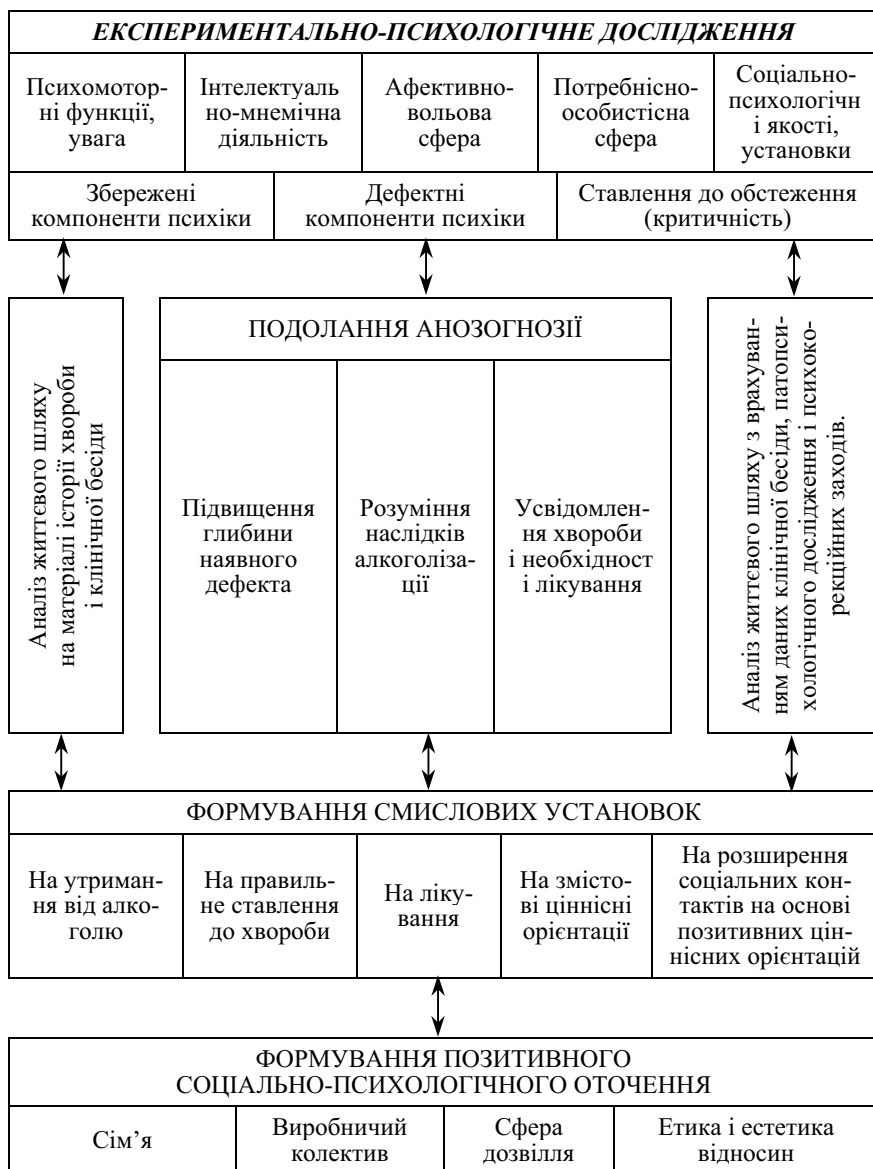 ЕКСПЕРИМЕНТАЛЬНО-ПСИХОЛОГІЧНЕ ДОСЛІДЖЕННЯ
Психомотор-
ні функції,
увага
Інтелектуаль
но-мнемічна
діяльність
Афективно-
вольова
сфера
Потребнісно-
особистісна
сфера
Соціально-
психологічн
і якості,
установки
Збережені
компоненти психіки
Дефектні
компоненти психіки
Ставлення до обстеження
(критичність)
Аналіз життєвого шляху
на матеріалі історії хвороби
і клінічної бесіди
ПОДОЛАННЯ АНОЗОГНОЗІЇ
Підвищення
глибини
наявного
дефекта
Розуміння
наслідків
алкоголіза-
ції
Усвідомлен-
ня хвороби
і необхідност
і лікування
Аналіз життєвого шляху з врахуван-
ням даних клінічної бесіди, патопси-
хологічного дослідження і психоко-
рекційних заходів.
ФОРМУВАННЯ СМИСЛОВИХ УСТАНОВОК
На утриман-
ня від алко-
голю
На правиль-
не ставлення
до хвороби
На ліку-
вання
На змісто-
ві ціннісні
орієнтації
На розширення
соціальних кон-
тактів на основі
позитивних цін-
нісних орієнтацій
ФОРМУВАННЯ ПОЗИТИВНОГО
СОЦІАЛЬНО-ПСИХОЛОГІЧНОГО ОТОЧЕННЯ
Сім’я
Виробничий
колектив
Сфера
дозвілля
Етика і естетика
відносин